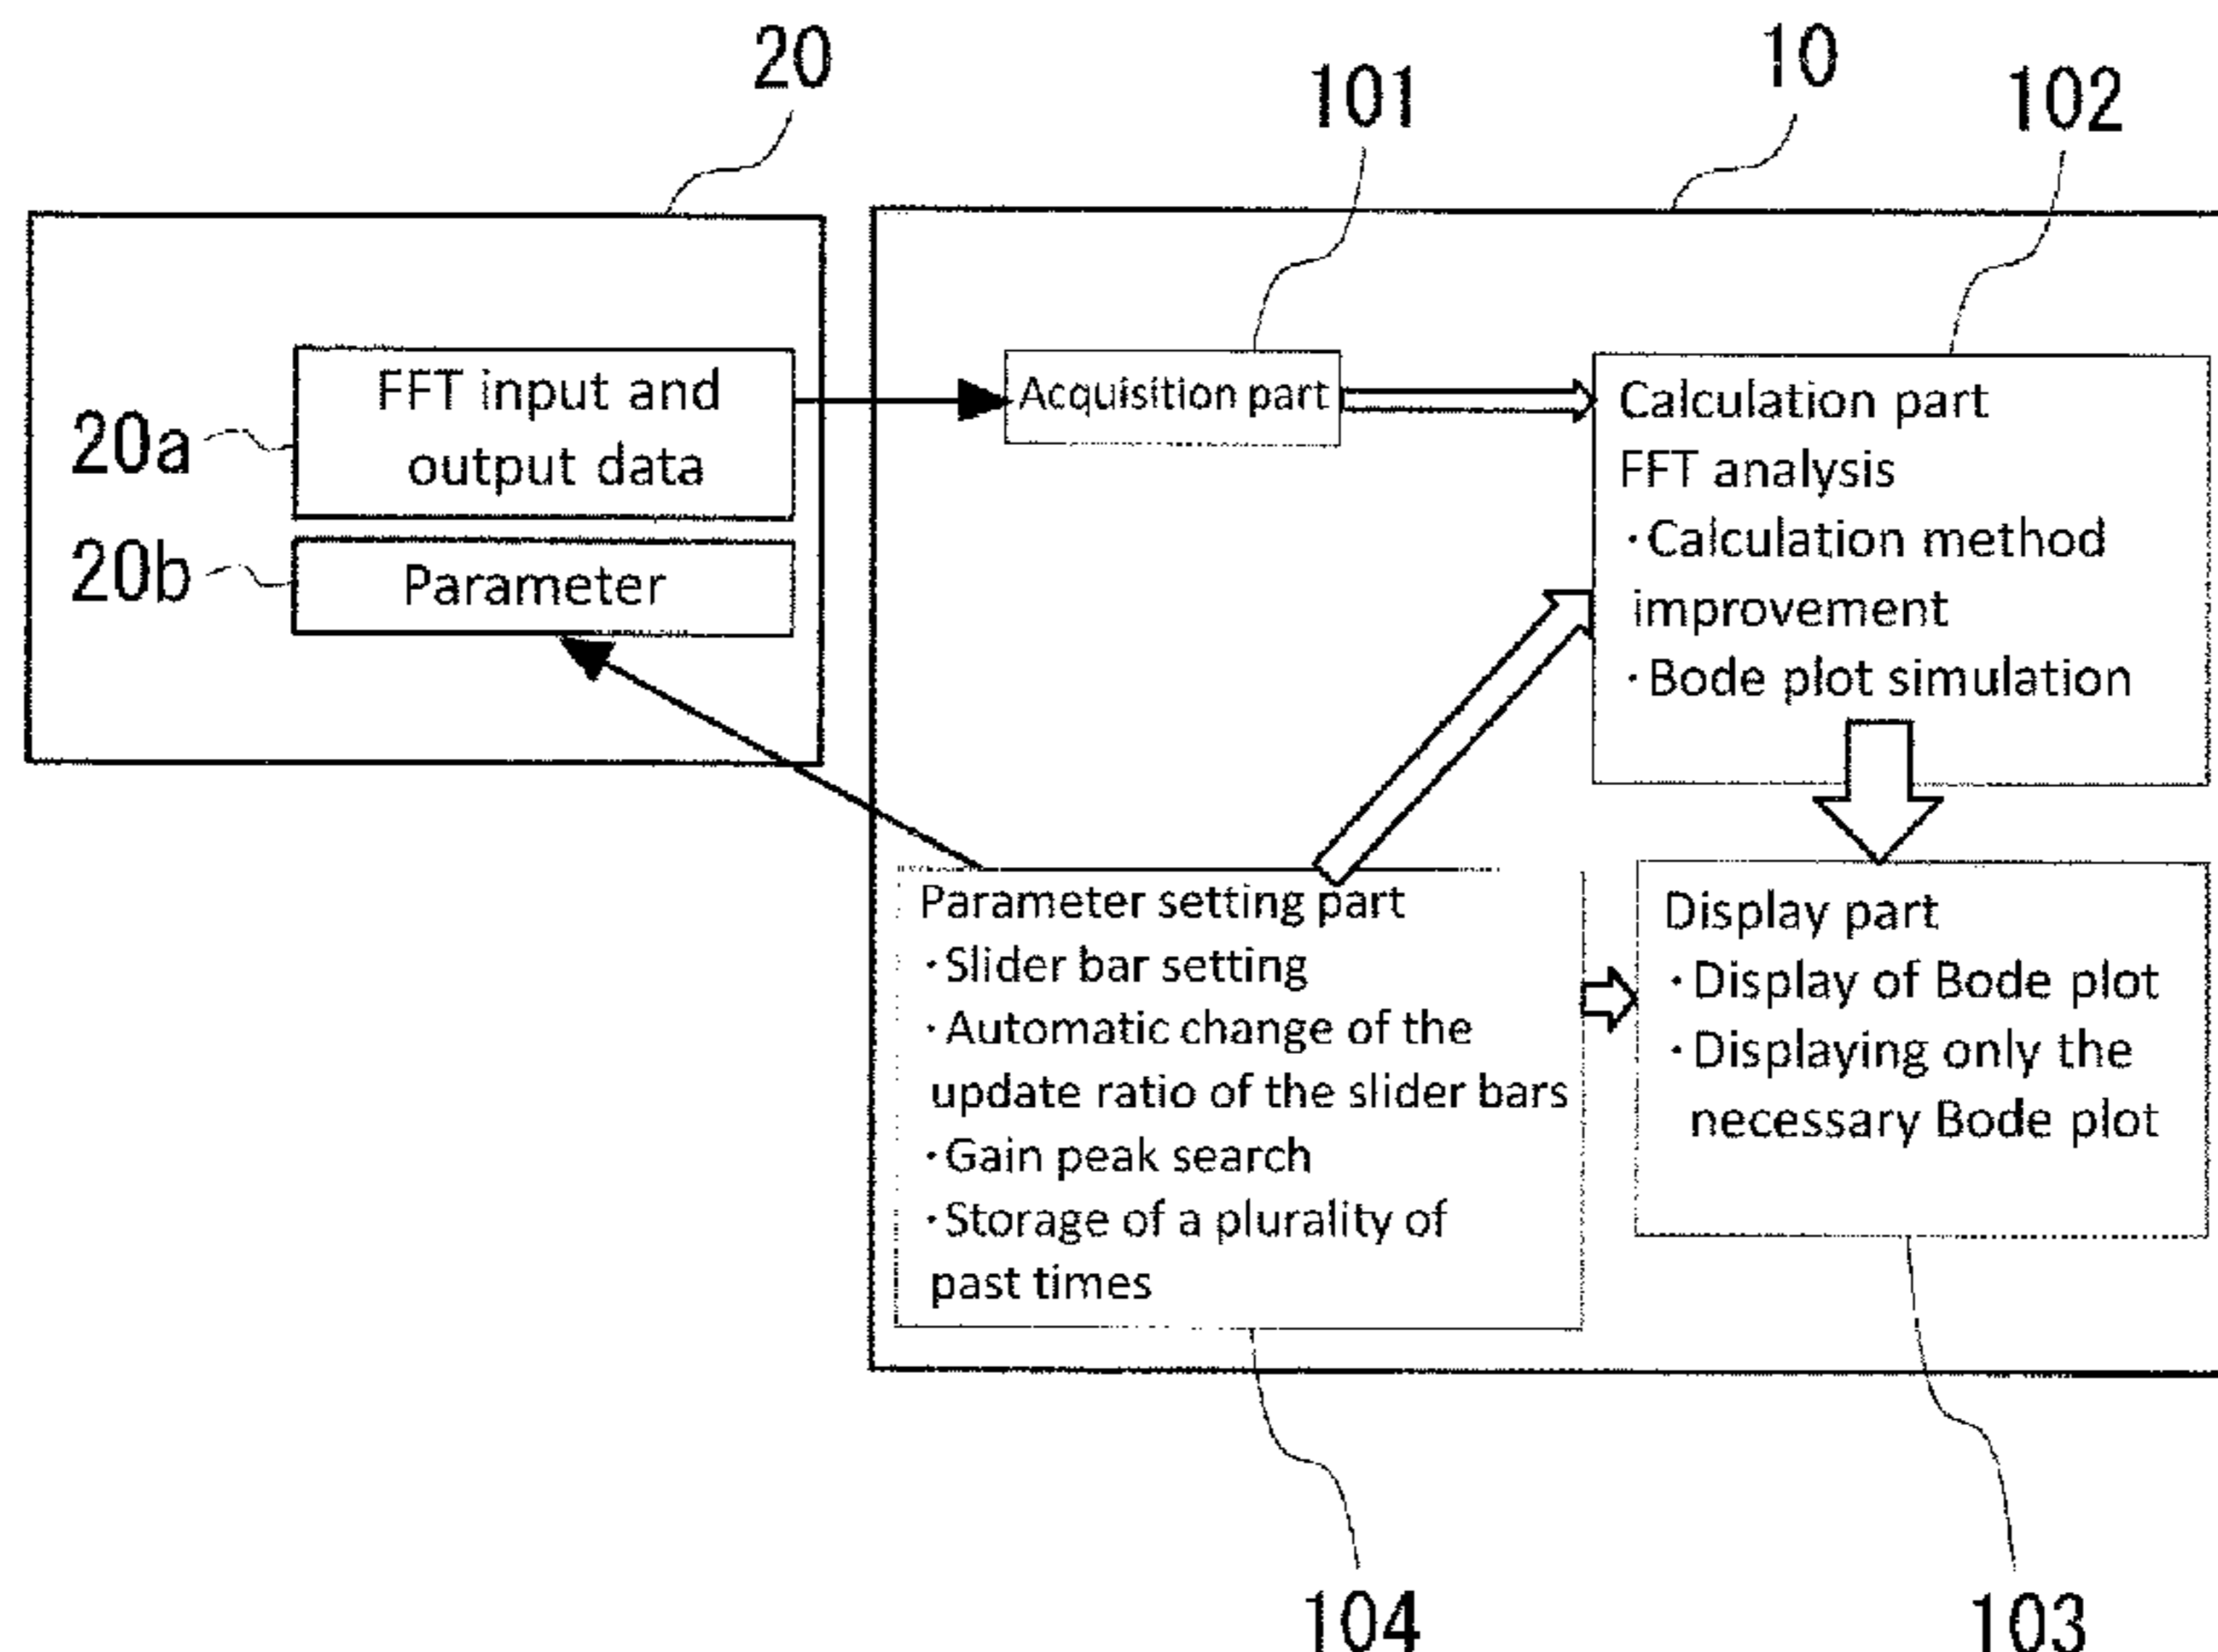 20
10
101
102
FFT input and
output data
20a
Parameter
20b
Acquisition part
Calculation part
FFT analysis
・Calculation method
improvement
・Bode plot simulation
Parameter setting part
・Slider bar setting
・Automatic change of the
update ratio of the slider bars
・Gain peak search
・Storage of a plurality of
past times
Display part
・Display of Bode plot
・Displaying only the
necessary Bode plot
104
103